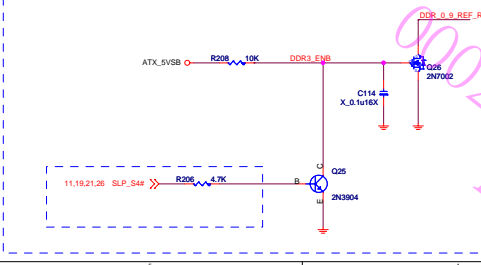 DDR_0_9_REF_R
ATX_5VSB
R208
10K
DDR3_ENB
Q26
2N7002
C114
X_0.1u16X
C
Q25
11,19,21,26 SLP_S4#
R206
4.7K
B
2N3904
E